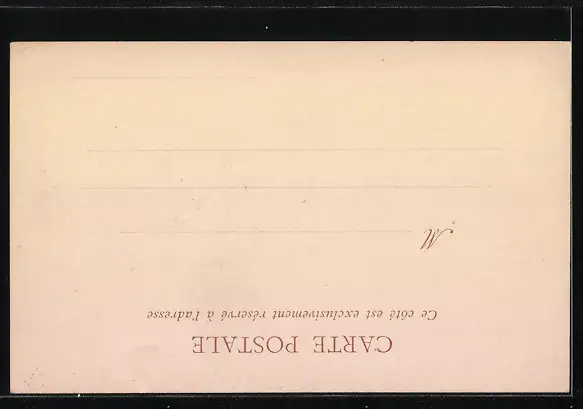 CARTE POSTALE
Ce côté est exclusivement réservé à l'adresse
M